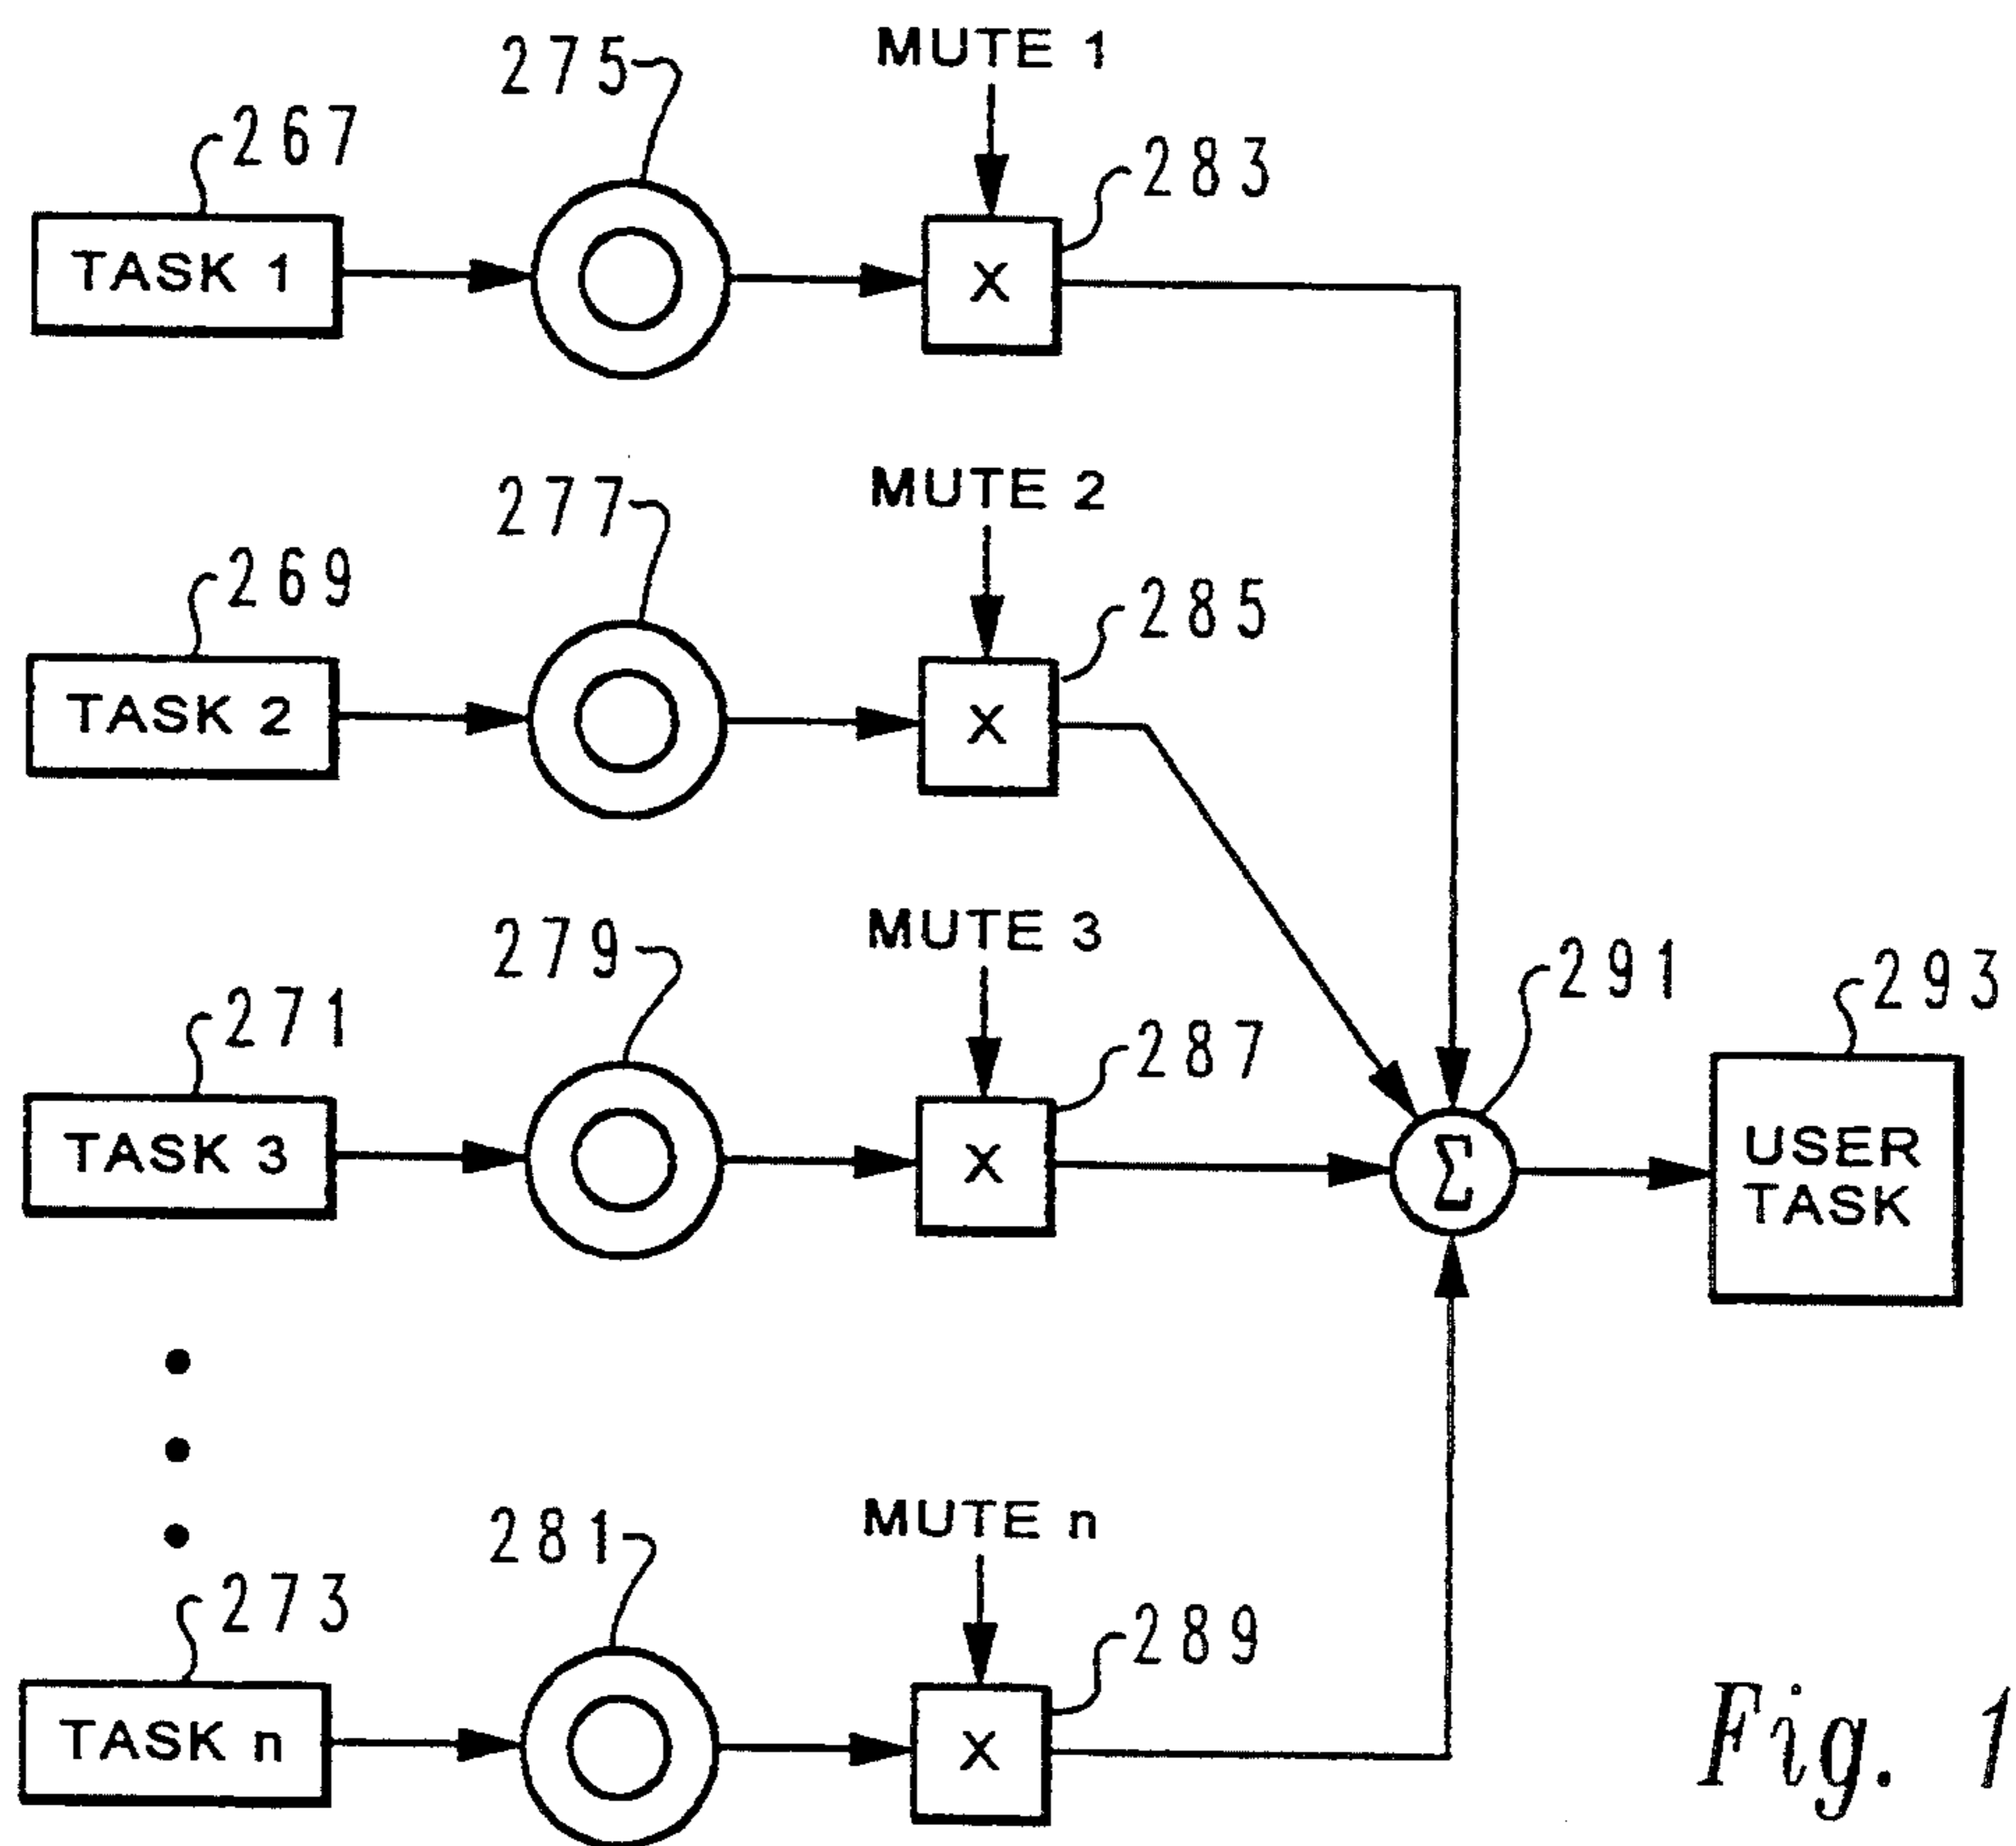 MUTE 1
275
267
283
TASK 1
X
MUTE 2
277
269
285
TASK 2
X
MUTE 3
279
291
293
271
287
TASK 3
X
Σ
USER
TASK
MUTE n
281
273
289
TASK n
X
Fig. 1